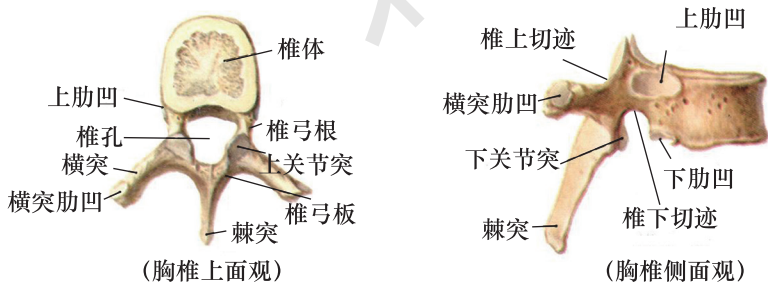 椎体
上肋凹
椎孔
椎弓根
横突
上关节突
横突肋凹
椎弓板
棘突
(胸椎上面观)
上肋凹
椎上切迹
横突肋凹
下关节突
下肋凹
椎下切迹
棘突
(胸椎侧面观)